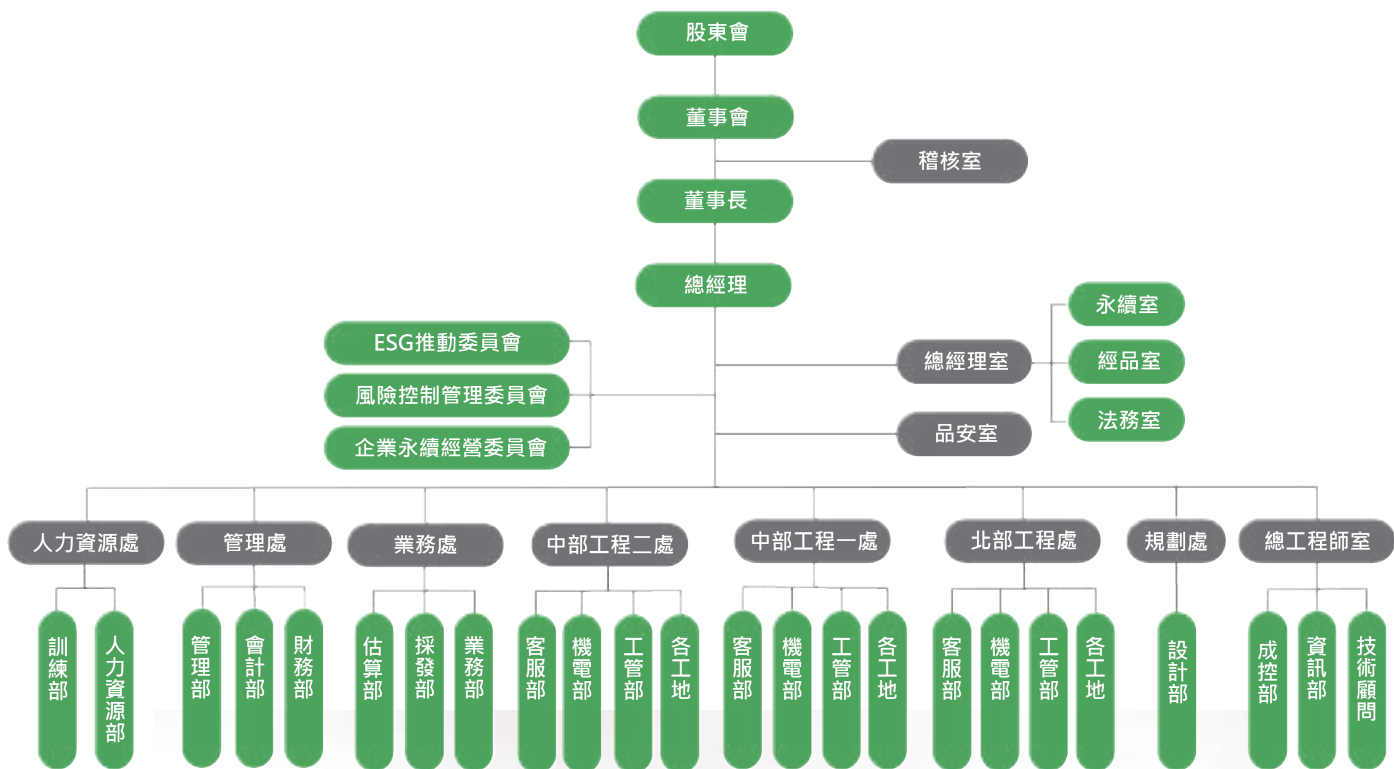 股東會
董事會
稽核室
董事長
總經理
ESG推動委員會
風險控制管理委員會
企業永續經營委員會
總經理室
品安室
永續室
經品室
法務室
人力資源處
管理處
業務處
中部工程二處
中部工程一處
北部工程處
規劃處
總工程師室
訓練部
人力資源部
管理部
會計部
財務部
估算部
採發部
業務部
客服部
機電部
工管部
各工地
客服部
機電部
工管部
各工地
客服部
機電部
工管部
各工地
設計部
成控部
資訊部
技術顧問